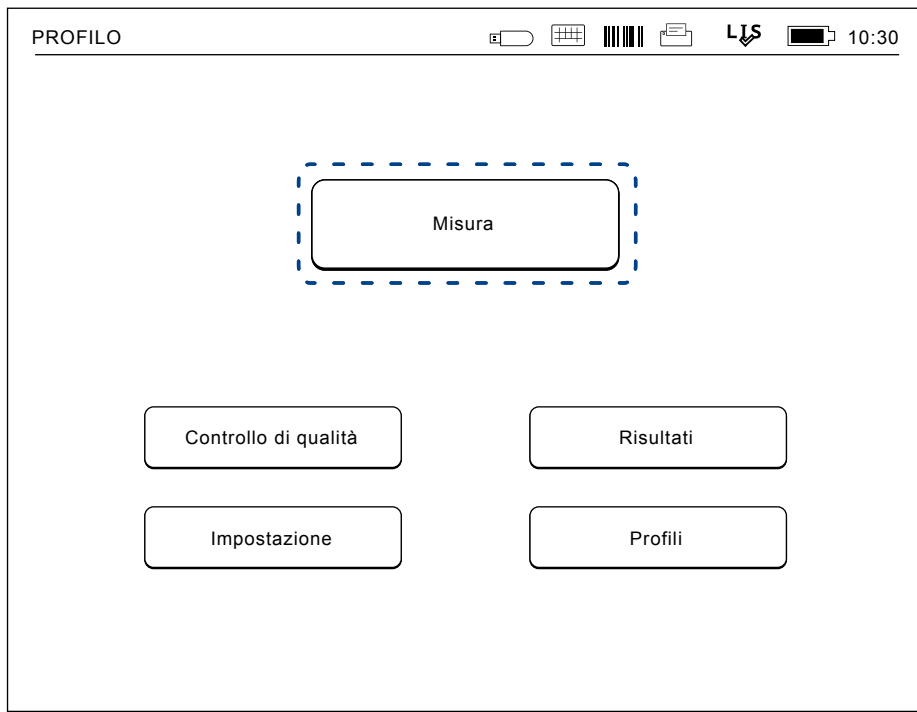 PROFILO LIS 10:30
Misura
Controllo di qualità Risultati
Impostazione Profili